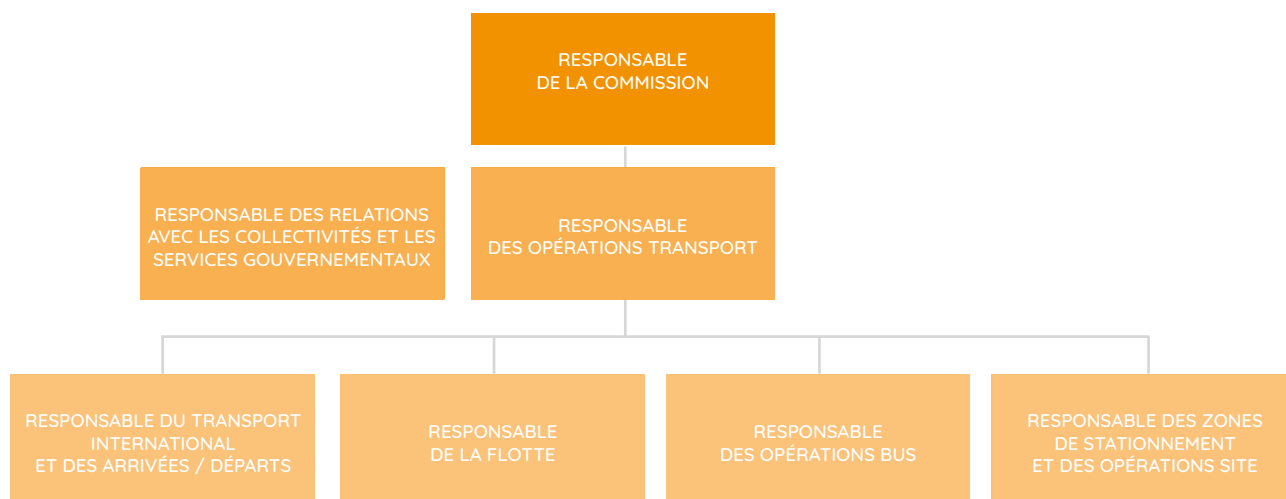 RESPONSABLE
DE LA COMMISSION
RESPONSABLE DES RELATIONS
AVEC LES COLLECTIVITÉS ET LES
SERVICES GOUVERNEMENTAUX
RESPONSABLE
DES OPÉRATIONS TRANSPORT
RESPONSABLE DU TRANSPORT
INTERNATIONAL
ET DES ARRIVÉES / DÉPARTS
RESPONSABLE
DE LA FLOTTE
RESPONSABLE
DES OPÉRATIONS BUS
RESPONSABLE DES ZONES
DE STATIONNEMENT
ET DES OPÉRATIONS SITE